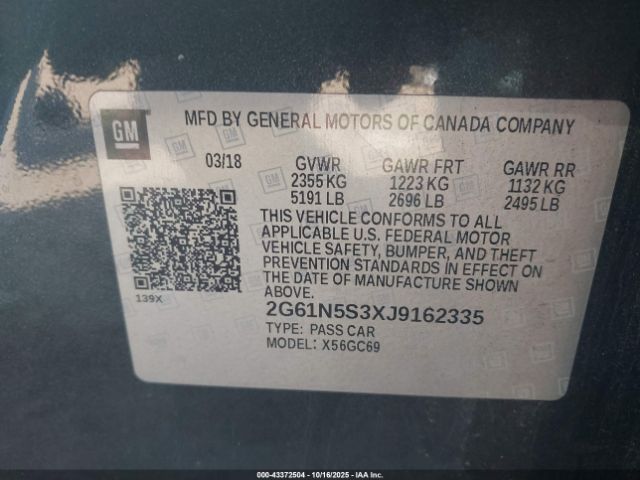 GM
MFD BY GENERAL MOTORS OF CANADA COMPANY
03/18 GVWR GAWR FRT GAWR RR
2355 KG 1223 KG 1132 KG
5191 LB 2696 LB 2495 LB
THIS VEHICLE CONFORMS TO ALL
APPLICABLE U.S. FEDERAL MOTOR
VEHICLE SAFETY, BUMPER, AND THEFT
PREVENTION STANDARDS IN EFFECT ON
THE DATE OF MANUFACTURE SHOWN
ABOVE.
139X
2G61N5S3XJ9162335
TYPE: PASS CAR
MODEL: X56GC69
000-43372504 | 10/16/2025 | IAA Inc.